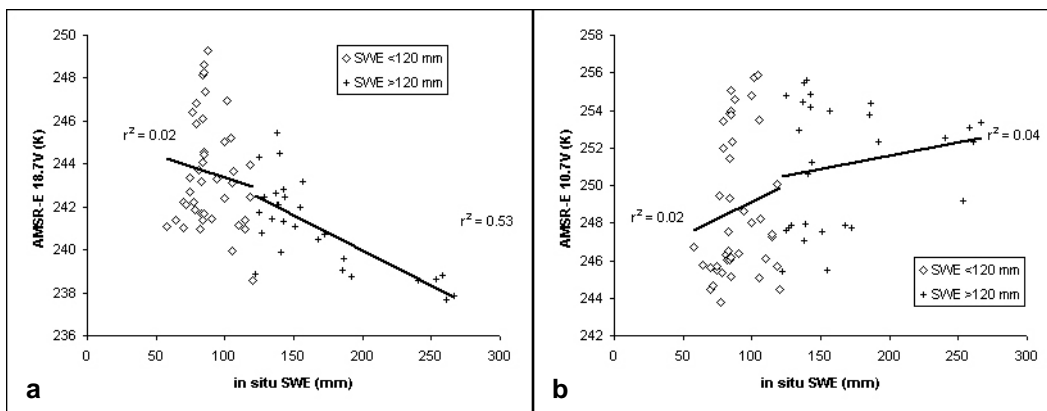 250
248
246
244
242
240
238
236
AMSR-E 18.7V (K)
◇ SWE <120 mm
+ SWE >120 mm
r² = 0.02
r² = 0.53
0 50 100 150 200 250 300
in situ SWE (mm)
a
258
256
254
252
250
248
246
244
242
AMSR-E 10.7V (K)
r² = 0.04
r² = 0.02
◇ SWE <120 mm
+ SWE >120 mm
0 50 100 150 200 250 300
in situ SWE (mm)
b